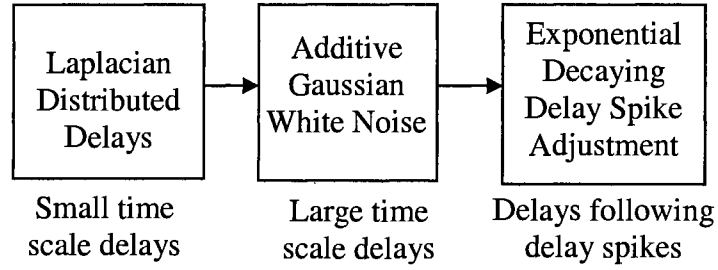 Laplacian
Distributed
Delays
Additive
Gaussian
White Noise
Exponential
Decaying
Delay Spike
Adjustment
Small time
scale delays
Large time
scale delays
Delays following
delay spikes